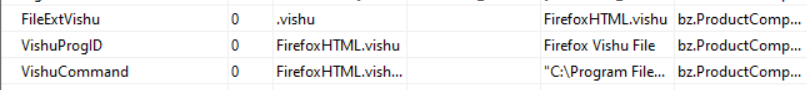 FileExtVishu 0 .vishu FirefoxHTML.vishu bz.ProductComp...
VishuProgID 0 FirefoxHTML.vishu Firefox Vishu File bz.ProductComp...
VishuCommand 0 FirefoxHTML.vish... "C:\Program File... bz.ProductComp...